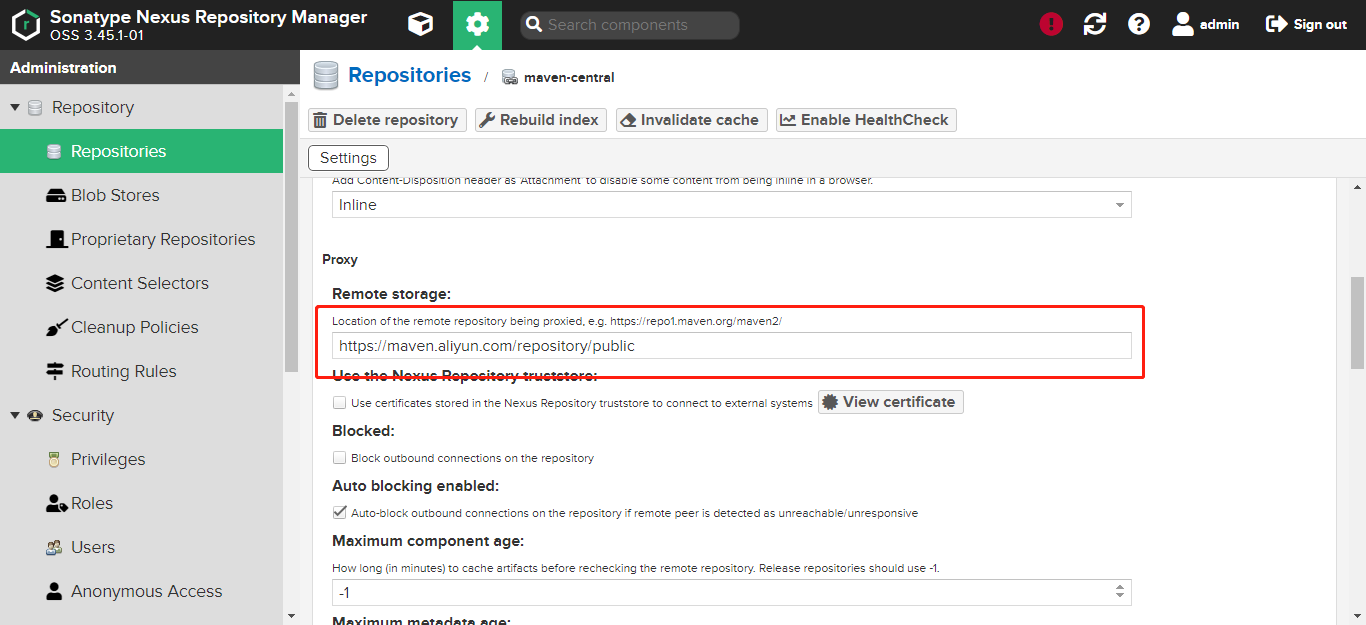 Sonatype Nexus Repository Manager
OSS 3.45.1-01
Search components
admin
Sign out
Administration
Repository
Repositories
Blob Stores
Proprietary Repositories
Content Selectors
Cleanup Policies
Routing Rules
Security
Privileges
Roles
Users
Anonymous Access
Repositories / maven-central
Delete repository
Rebuild index
Invalidate cache
Enable HealthCheck
Settings
Add Content-Disposition header as 'Attachment' to disable some content from being inline in a browser.
Inline
Proxy
Remote storage:
Location of the remote repository being proxied, e.g. https://repo1.maven.org/maven2/
https://maven.aliyun.com/repository/public
Use the Nexus Repository truststore:
Use certificates stored in the Nexus Repository truststore to connect to external systems
View certificate
Blocked:
Block outbound connections on the repository
Auto blocking enabled:
Auto-block outbound connections on the repository if remote peer is detected as unreachable/unresponsive
Maximum component age:
How long (in minutes) to cache artifacts before rechecking the remote repository. Release repositories should use -1.
-1
Maximum metadata age: